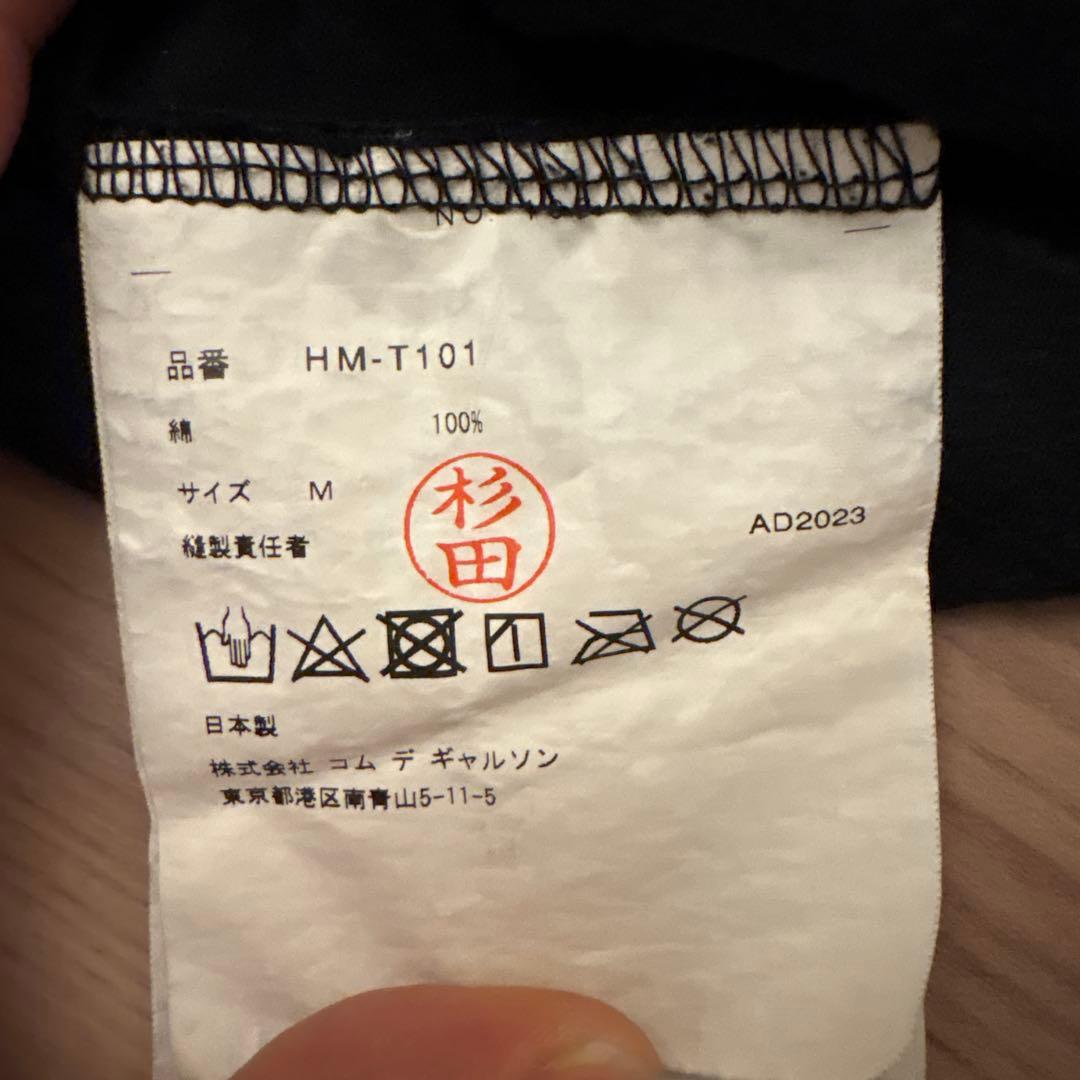 NO.
品番 HM-T101
綿 100%
サイズ M
杉田
AD2023
縫製責任者
日本製
株式会社 コム デ ギャルソン
東京都港区南青山5-11-5